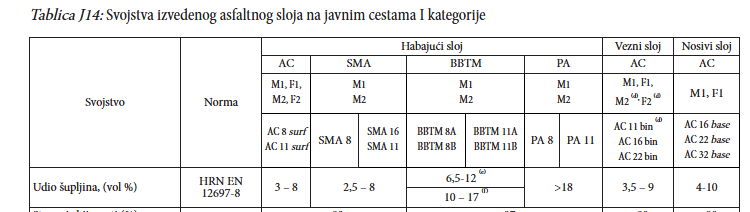 Tablica J14: Svojstva izvedenog asfaltnog sloja na javnim cestama I kategorije
Svojstvo
Norma
Habajući sloj
Vezni sloj
Nosivi sloj
AC
SMA
BBTM
PA
AC
AC
M1, F1,
M2, F2
M1
M2
M1
M2
M1
M2
M1, F1,
M2 (d), F2 (d)
M1, F1
AC 8 surf
AC 11 surf
SMA 8
SMA 16
SMA 11
BBTM 8A
BBTM 8B
BBTM 11A
BBTM 11B
PA 8
PA 11
AC 11 bin (d)
AC 16 bin
AC 22 bin
AC 16 base
AC 22 base
AC 32 base
Udio šupljina, (vol %)
HRN EN
12697-8
3 – 8
2,5 – 8
6,5-12 (e)
10 – 17 (f)
>18
3,5 – 9
4-10